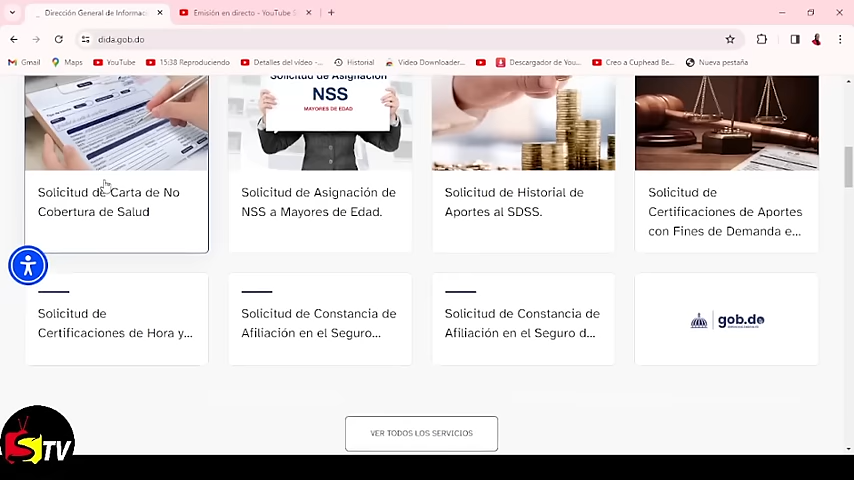 Dirección General de Informac
Emisión en directo - YouTube
dida.gob.do
Gmail
Maps
YouTube
15:38 Reproduciendo
Detalles del vídeo -...
Historial
Video Downloader...
Descargador de You...
Creo a Cuphead Be...
Nueva pestaña
Solicitud de Asignación
NSS
MAYORES DE EDAD
Solicitud de Carta de No
Cobertura de Salud
Solicitud de Asignación de
NSS a Mayores de Edad.
Solicitud de Historial de
Aportes al SDSS.
Solicitud de
Certificaciones de Aportes
con Fines de Demanda e...
Solicitud de
Certificaciones de Hora y...
Solicitud de Constancia de
Afiliación en el Seguro...
Solicitud de Constancia de
Afiliación en el Seguro d...
gob.do
VER TODOS LOS SERVICIOS
STV